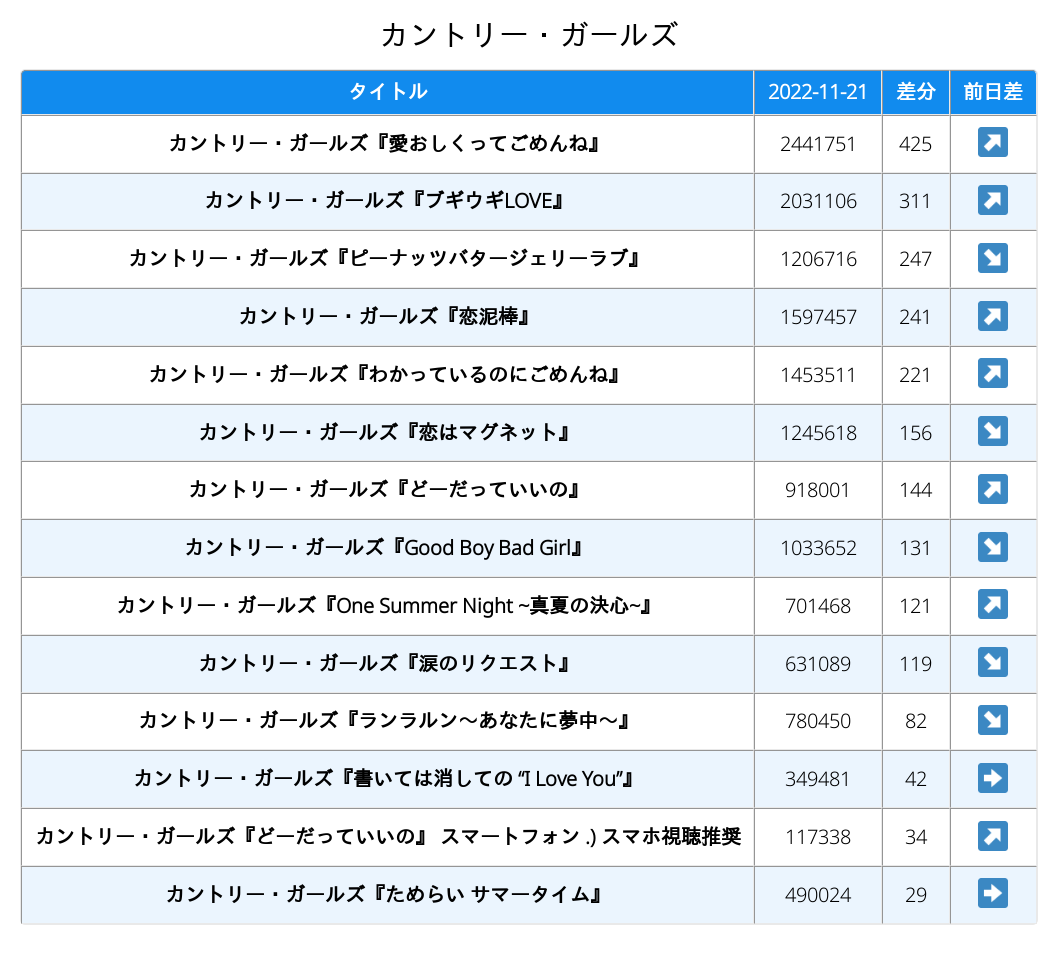 カントリー・ガールズ
タイトル 2022-11-21 差分 前日差
カントリー・ガールズ『愛おしくってごめんね』 2441751 425
カントリー・ガールズ『ブギウギLOVE』 2031106 311
カントリー・ガールズ『ピーナッツバタージェリーラブ』 1206716 247
カントリー・ガールズ『恋泥棒』 1597457 241
カントリー・ガールズ『わかっているのにごめんね』 1453511 221
カントリー・ガールズ『恋はマグネット』 1245618 156
カントリー・ガールズ『どーだっていいの』 918001 144
カントリー・ガールズ『Good Boy Bad Girl』 1033652 131
カントリー・ガールズ『One Summer Night ~真夏の決心~』 701468 121
カントリー・ガールズ『涙のリクエスト』 631089 119
カントリー・ガールズ『ランラルン～あなたに夢中～』 780450 82
カントリー・ガールズ『書いては消しての “I Love You”』 349481 42
カントリー・ガールズ『どーだっていいの』 スマートフォン .) スマホ視聴推奨 117338 34
カントリー・ガールズ『ためらい サマータイム』 490024 29